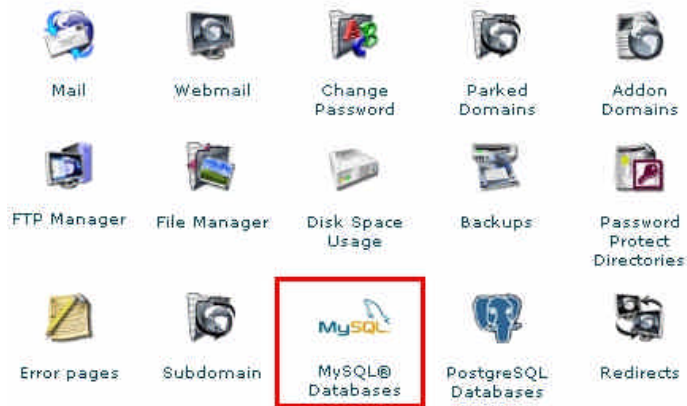 Mail
Webmail
Change
Password
Parked
Domains
Addon
Domains
FTP Manager
File Manager
Disk Space
Usage
Backups
Password
Protect
Directories
Error pages
Subdomain
MySQL
MySQL®
Databases
PostgreSQL
Databases
Redirects